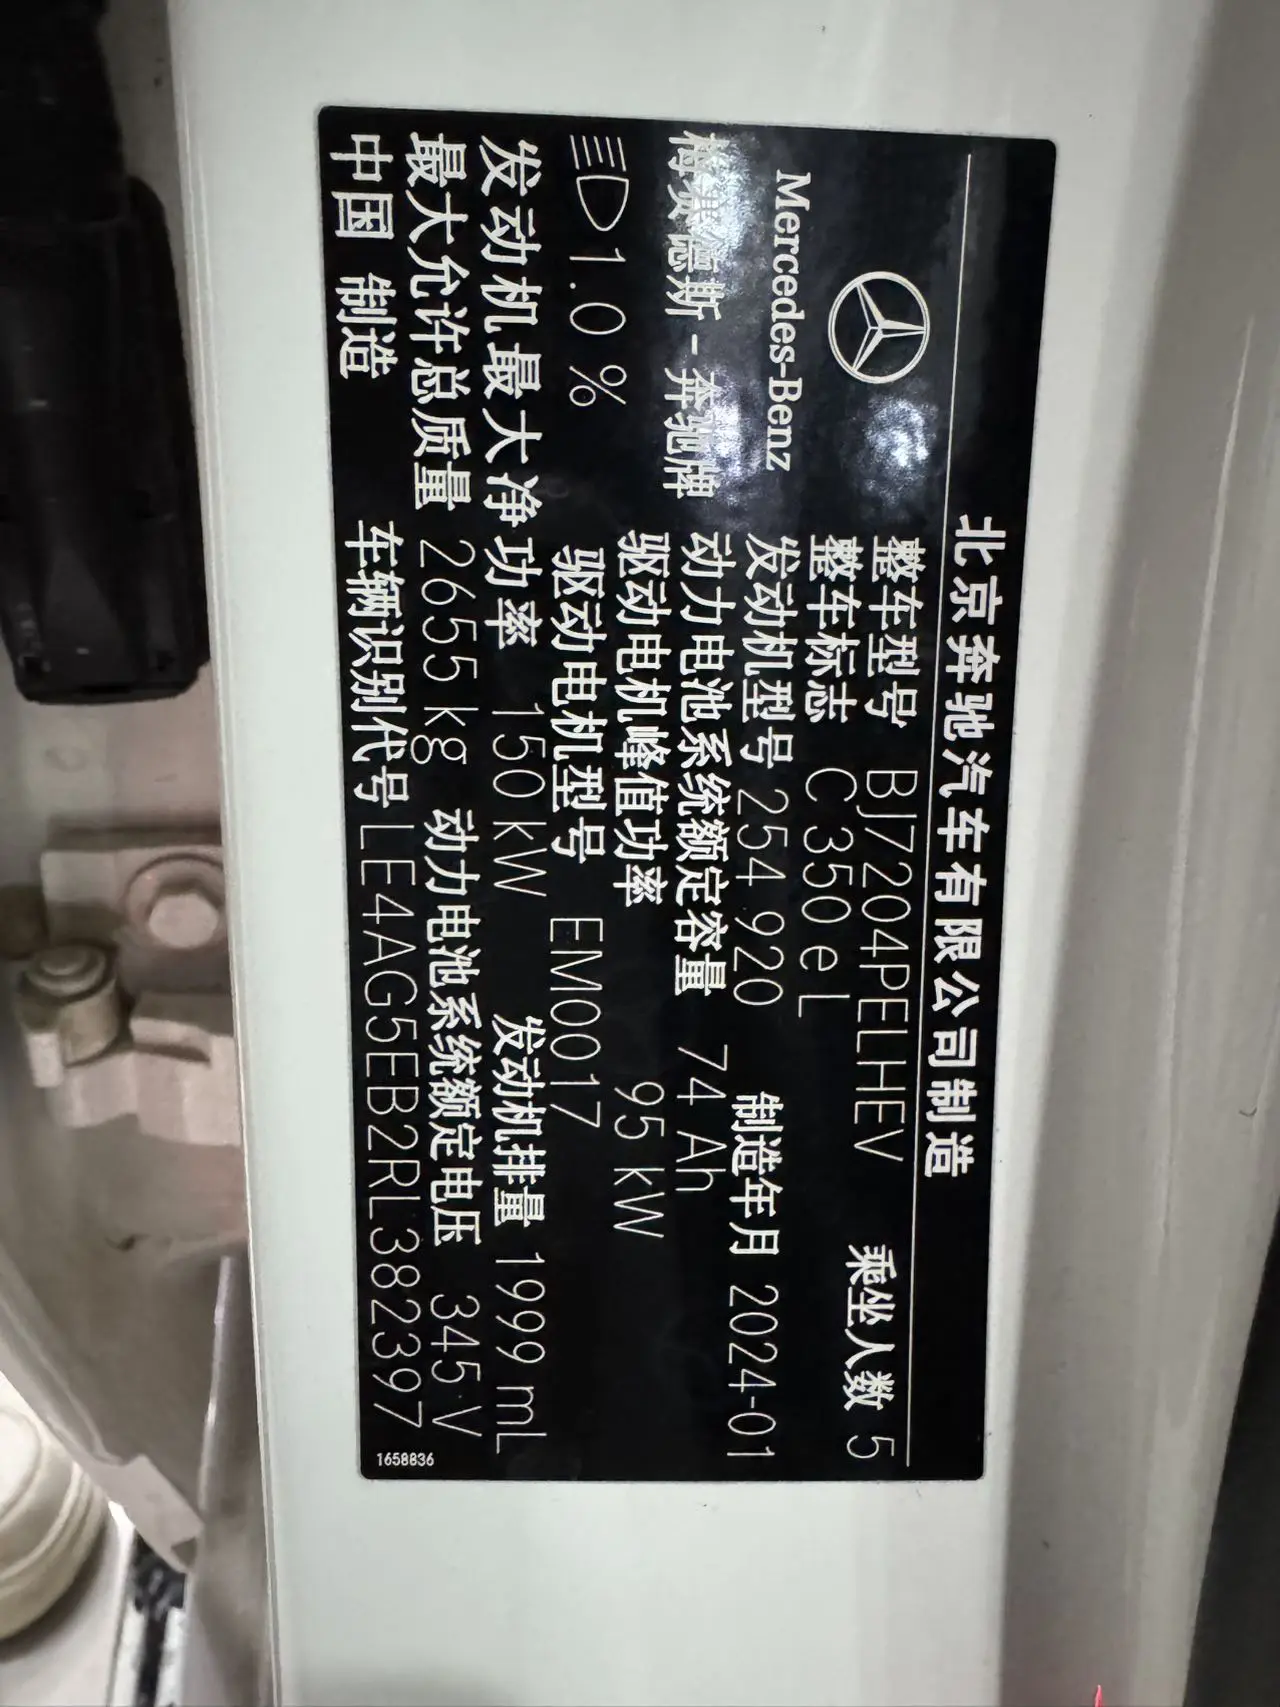 北京奔驰汽车有限公司制造
整车型号 BJ7204PELHEV 乘坐人数 5
整车标志 C 350 e L
Mercedes-Benz
发动机型号 254 920 制造年月 2024-01
梅赛德斯-奔驰牌
动力电池系统额定容量 74 Ah
驱动电机峰值功率 95 kW
1.0 %
驱动电机型号 EM0017
发动机最大净功率 150 kW 发动机排量 1999 mL
最大允许总质量 2655 kg 动力电池系统额定电压 345 V
中国 制造 车辆识别代号 LE4AG5EB2RL382397
1658836